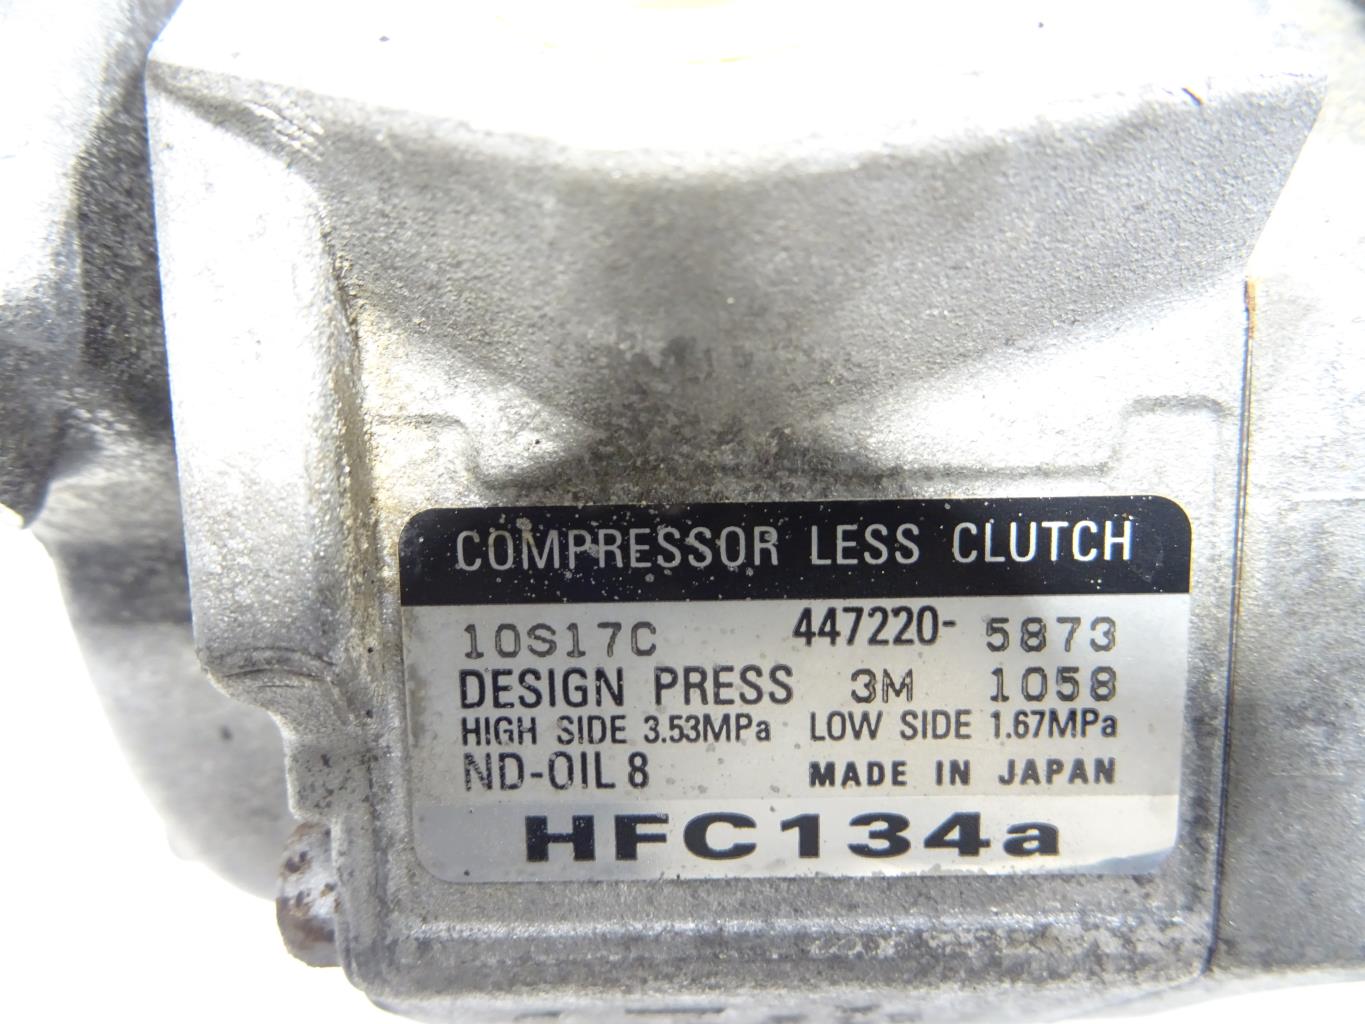 COMPRESSOR LESS CLUTCH
10S17C 447220- 5873
DESIGN PRESS 3M 1058
HIGH SIDE 3.53MPa LOW SIDE 1.67MPa
ND-OIL 8 MADE IN JAPAN
HFC134a